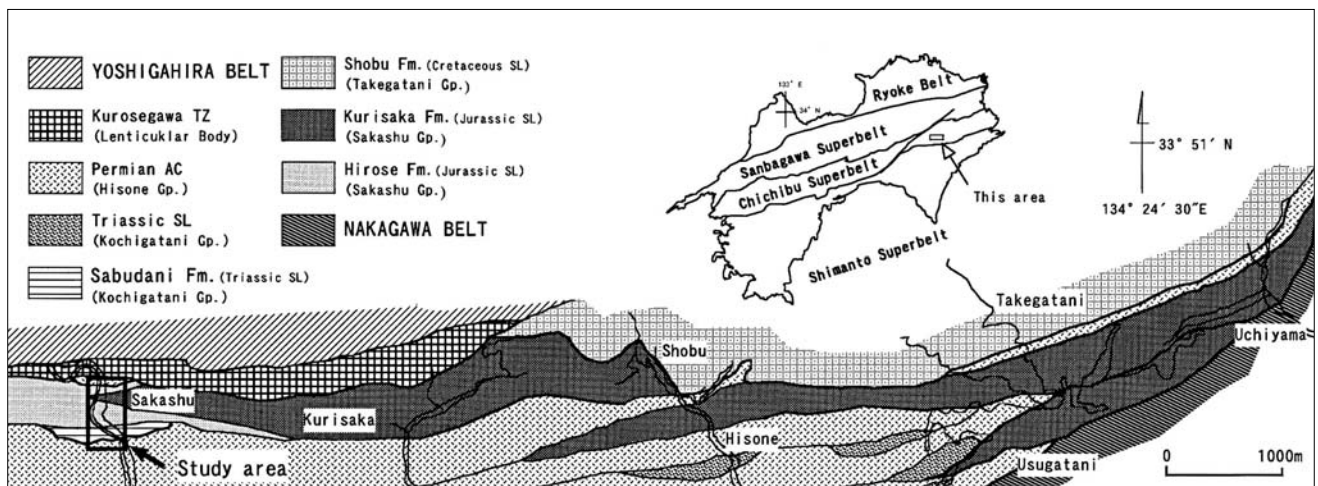 YOSHIGAHIRA BELT
Kurosegawa TZ
(Lenticuklar Body)
Permian AC
(Hisone Gp.)
Triassic SL
(Kochigatani Gp.)
Sabudani Fm. (Triassic SL)
(Kochigatani Gp.)
Shobu Fm. (Cretaceous SL)
(Takegatani Gp.)
Kurisaka Fm. (Jurassic SL)
(Sakashu Gp.)
Hirose Fm. (Jurassic SL)
(Sakashu Gp.)
NAKAGAWA BELT
133° E
34° N
Ryoke Belt
Sanbagawa Superbelt
Chichibu Superbelt
This area
Shimanto Superbelt
33° 51′ N
134° 24′ 30″E
Takegatani
Uchiyama
Shobu
Sakashu
Kurisaka
Hisone
Usugatani
Study area
0 1000m